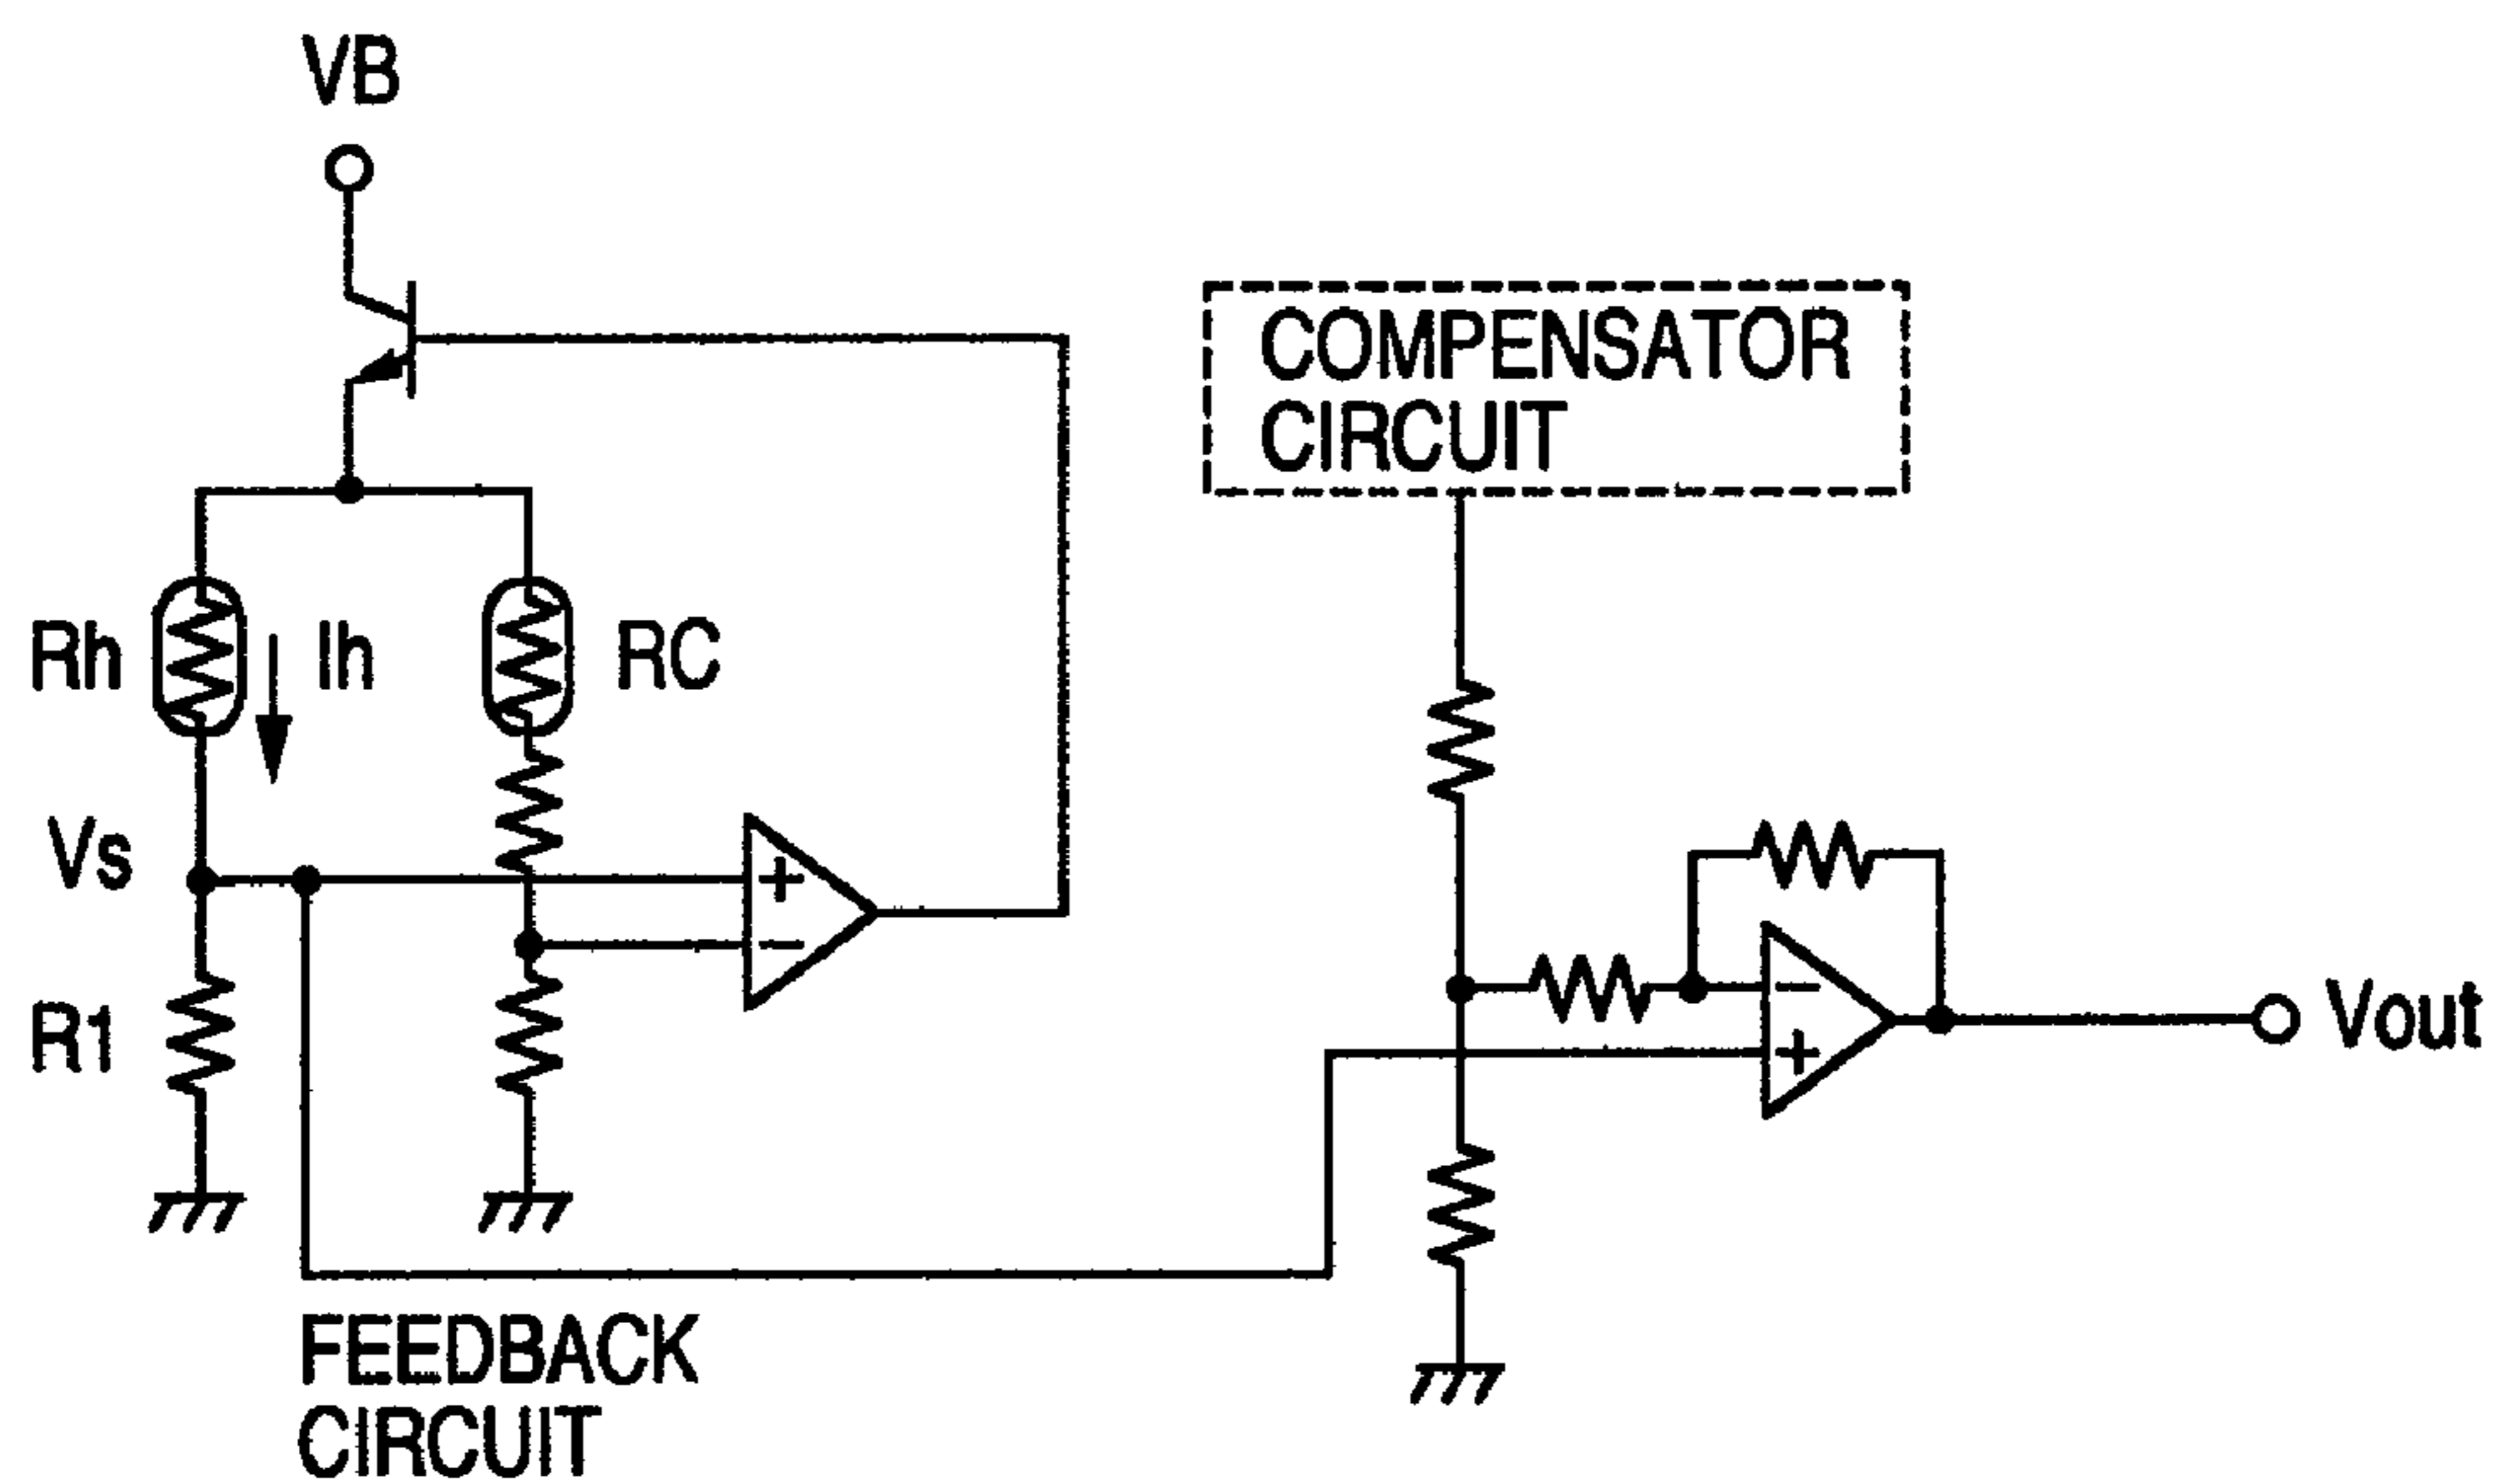 VB
COMPENSATOR
CIRCUIT
Rh
Ih
RC
Vs
+
−
R1
−
+
Vout
FEEDBACK
CIRCUIT